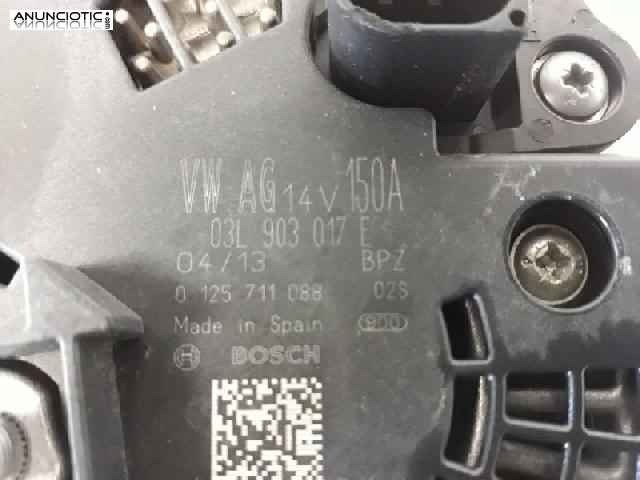 ANUNCIOTIC
VW AG 14V 150A
03L 903 017 E
04/13 BPZ
0 125 711 088 02S
Made in Spain
BOSCH